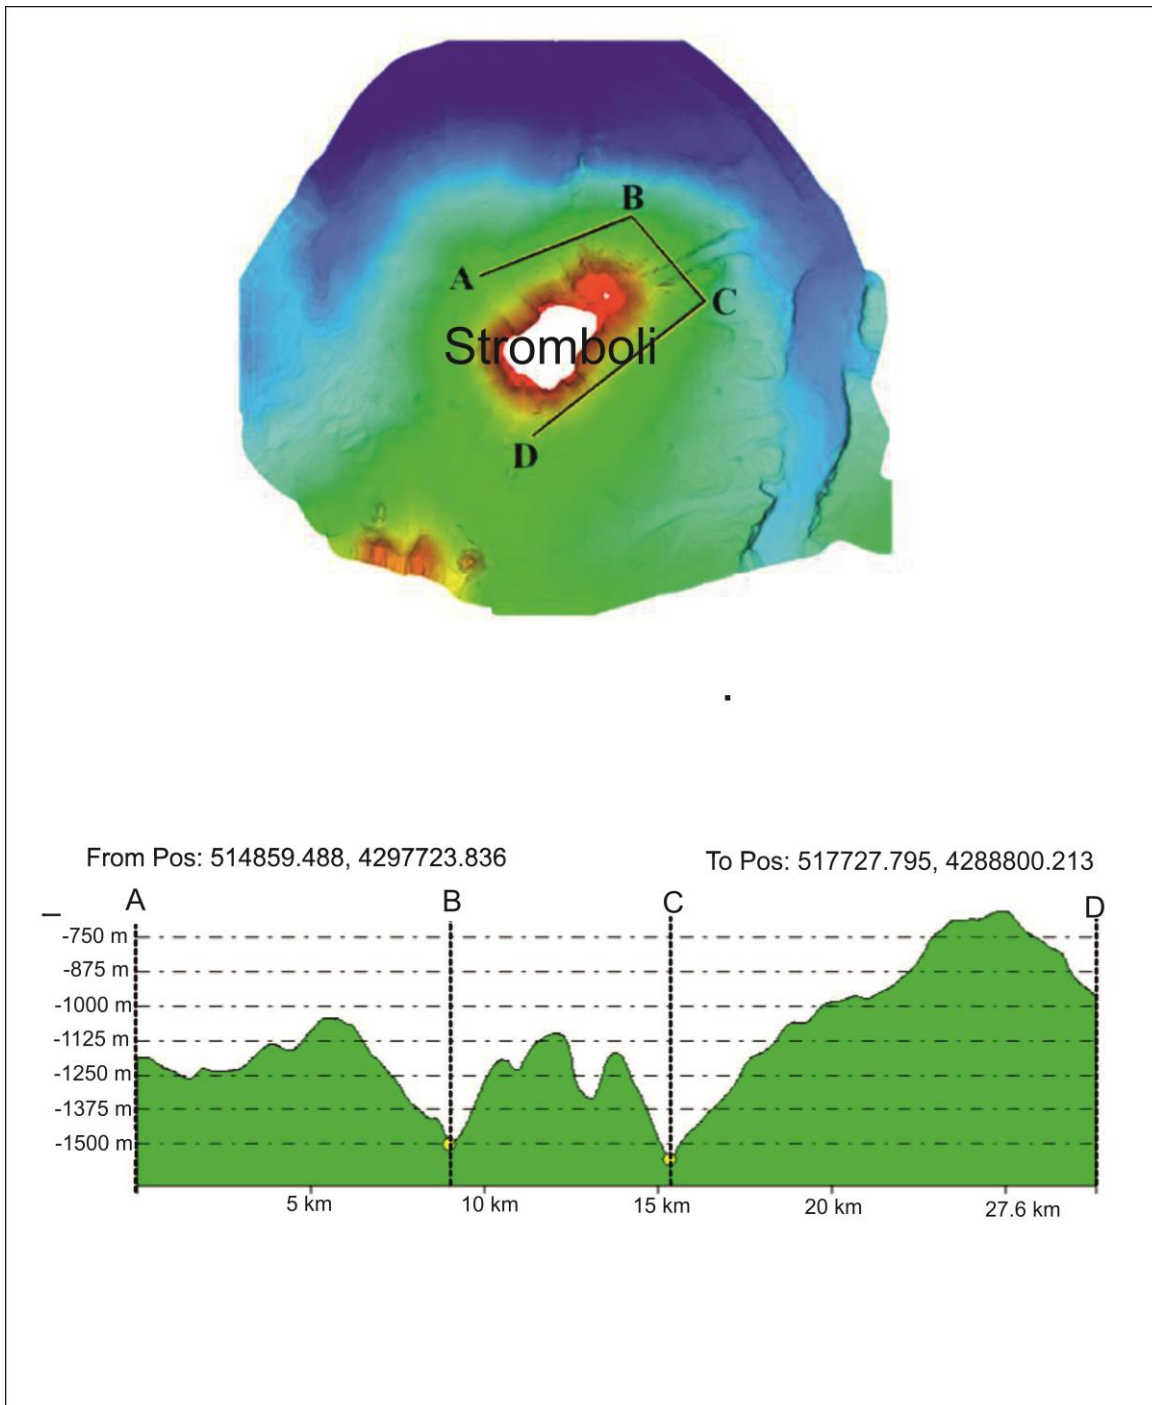 B
A
C
Stromboli
D
From Pos: 514859.488, 4297723.836
To Pos: 517727.795, 4288800.213
A
B
C
D
-750 m
-875 m
-1000 m
-1125 m
-1250 m
-1375 m
-1500 m
5 km
10 km
15 km
20 km
27.6 km